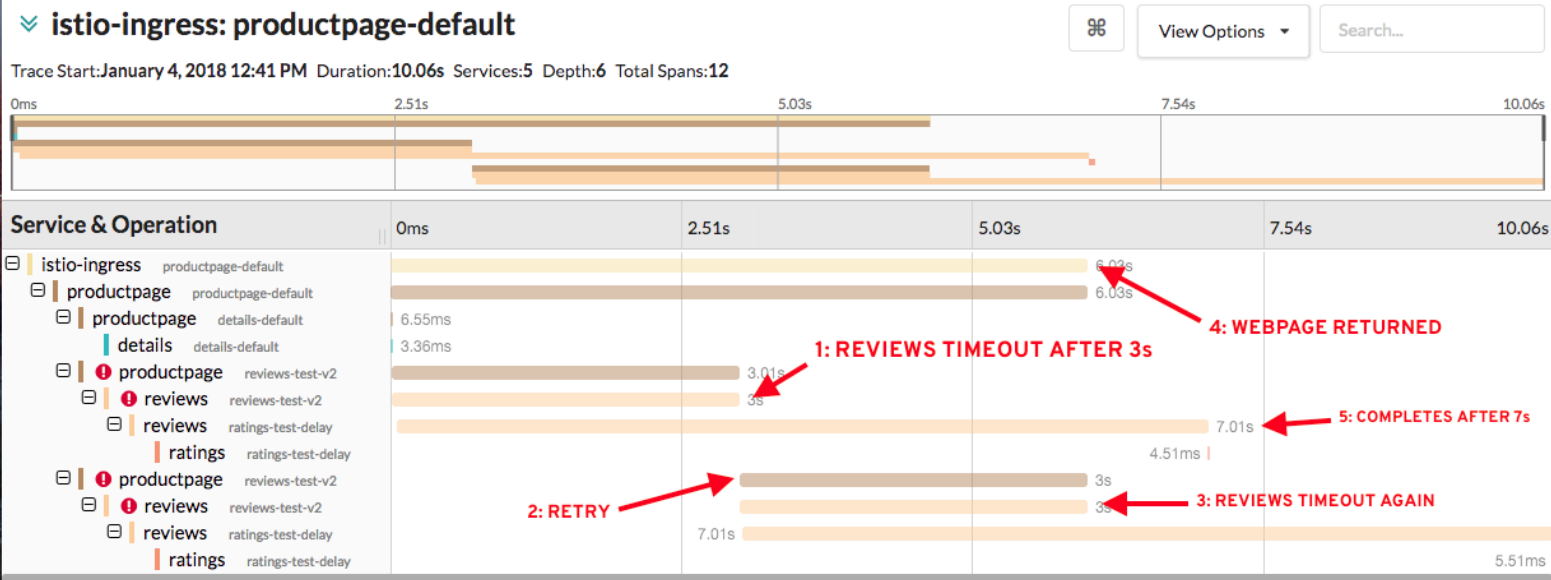 istio-ingress: productpage-default
⌘ View Options Search...
Trace Start:January 4, 2018 12:41 PM Duration:10.06s Services:5 Depth:6 Total Spans:12
0ms 2.51s 5.03s 7.54s 10.06s
Service & Operation 0ms 2.51s 5.03s 7.54s 10.06s
istio-ingress productpage-default 6.03s
productpage productpage-default 6.03s
4: WEBPAGE RETURNED
productpage details-default 6.55ms
details details-default 3.36ms
1: REVIEWS TIMEOUT AFTER 3s
productpage reviews-test-v2 3.01s
reviews reviews-test-v2 3s
reviews ratings-test-delay 7.01s
5: COMPLETES AFTER 7s
ratings ratings-test-delay 4.51ms
productpage reviews-test-v2 3s
2: RETRY
reviews reviews-test-v2 3s
3: REVIEWS TIMEOUT AGAIN
reviews ratings-test-delay 7.01s
ratings ratings-test-delay 5.51ms